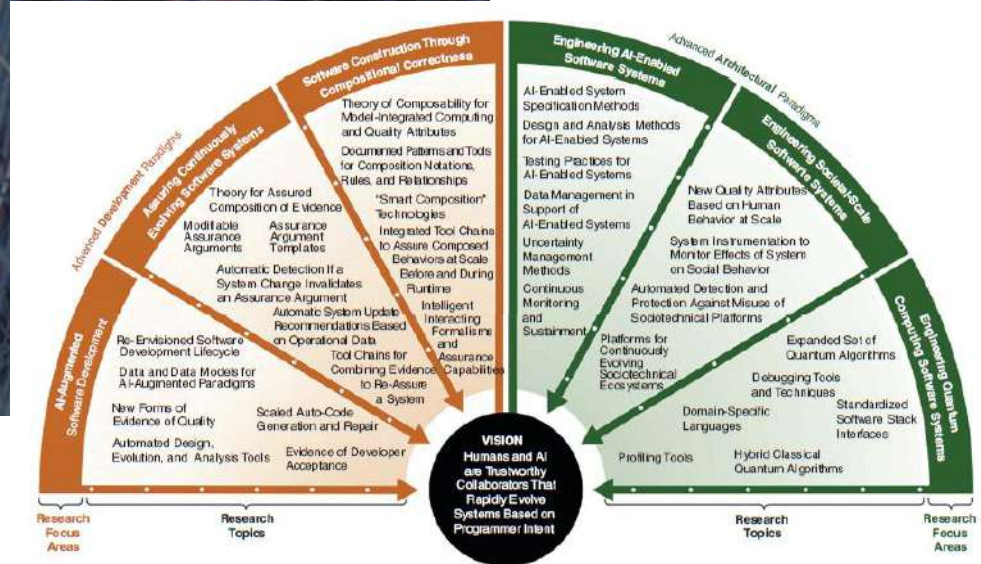 Advanced Development Paradigms
Advanced Architectural Paradigms
AI-Augmented
Software Development
Re-Envisioned Software
Development Lifecycle
Data and Data Models for
AI-Augmented Paradigms
New Forms of
Evidence of Quality
Scaled Auto-Code
Generation and Repair
Automated Design,
Evolution, and Analysis Tools
Evidence of Developer
Acceptance
Assuring Continuously
Evolving Software Systems
Theory for Assured
Composition of Evidence
Modifiable
Assurance
Arguments
Assurance
Argument
Templates
Automatic Detection If a
System Change Invalidates
an Assurance Argument
Automatic System Update
Recommendations Based
on Operational Data
Tool Chains for
Combining Evidence
to Re-Assure
a System
Software Construction Through
Compositional Correctness
Theory of Composability for
Model-Integrated Computing
and Quality Attributes
Documented Patterns and Tools
for Composition Notations,
Rules, and Relationships
"Smart Composition"
Technologies
Integrated Tool Chains
to Assure Composed
Behaviors at Scale
Before and During
Runtime
Intelligent
Interacting
Formalisms
and
Assurance
Capabilities
Engineering AI-Enabled
Software Systems
AI-Enabled System
Specification Methods
Design and Analysis Methods
for AI-Enabled Systems
Testing Practices for
AI-Enabled Systems
Data Management in
Support of
AI-Enabled Systems
Uncertainty
Management
Methods
Continuous
Monitoring
and
Sustainment
Engineering Societal-Scale
Software Systems
New Quality Attributes
Based on Human
Behavior at Scale
System Instrumentation to
Monitor Effects of System
on Social Behavior
Automated Detection and
Protection Against Misuse of
Sociotechnical Platforms
Platforms for
Continuously
Evolving
Sociotechnical
Ecosystems
Engineering Quantum
Computing Software Systems
Expanded Set of
Quantum Algorithms
Debugging Tools
and Techniques
Domain-Specific
Languages
Standardized
Software Stack
Interfaces
Profiling Tools
Hybrid Classical
Quantum Algorithms
VISION
Humans and AI
are Trustworthy
Collaborators That
Rapidly Evolve
Systems Based on
Programmer Intent
Research
Focus
Areas
Research
Topics
Research
Topics
Research
Focus
Areas